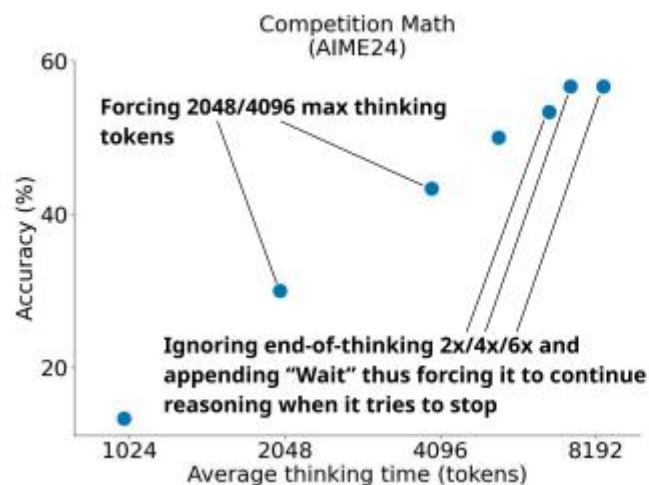 Competition Math
(AIME24)
60
Forcing 2048/4096 max thinking
tokens
40
Accuracy (%)
Ignoring end-of-thinking 2x/4x/6x and
appending “Wait” thus forcing it to continue
reasoning when it tries to stop
20
1024 2048 4096 8192
Average thinking time (tokens)